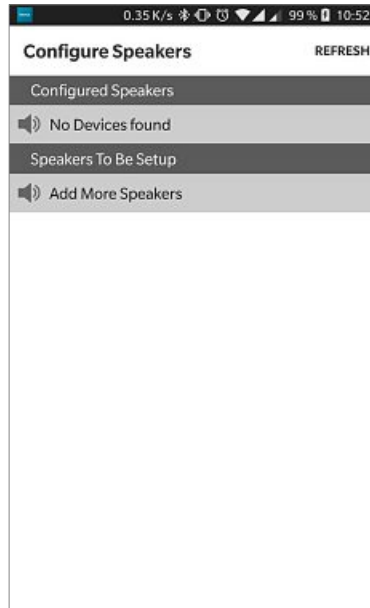 0.35 K/s 99 % 10:52
Configure Speakers REFRESH
Configured Speakers
No Devices found
Speakers To Be Setup
Add More Speakers